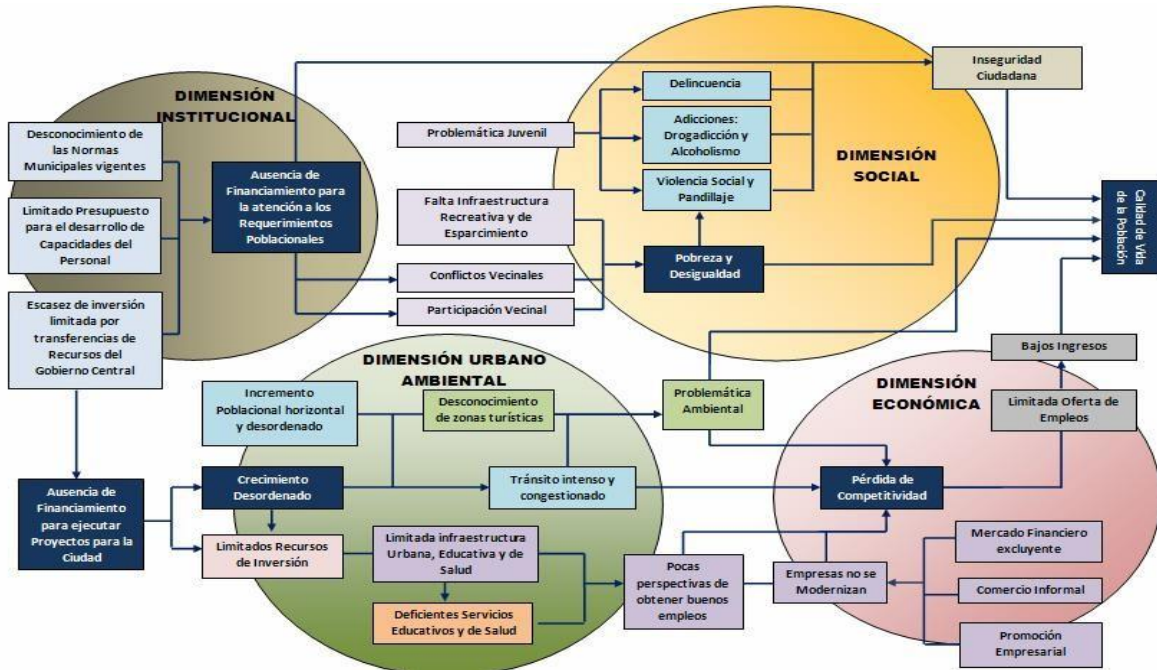 DIMENSIÓN
INSTITUCIONAL
Desconocimiento de
las Normas
Municipales vigentes
Limitado Presupuesto
para el desarrollo de
Capacidades del
Personal
Escasez de inversión
limitada por
transferencias de
Recursos del
Gobierno Central
Ausencia de
Financiamiento para
la atención a los
Requerimientos
Poblacionales
Problemática Juvenil
Falta Infraestructura
Recreativa y de
Esparcimiento
Conflictos Vecinales
Participación Vecinal
Delincuencia
Adicciones:
Drogadicción y
Alcoholismo
Violencia Social y
Pandillaje
Pobreza y
Desigualdad
DIMENSIÓN
SOCIAL
Inseguridad
Ciudadana
Calidad de Vida
de la Población
DIMENSIÓN URBANO
AMBIENTAL
Incremento
Poblacional horizontal
y desordenado
Desconocimiento
de zonas turísticas
Problemática
Ambiental
Ausencia de
Financiamiento
para ejecutar
Proyectos para la
Ciudad
Crecimiento
Desordenado
Tránsito intenso y
congestionado
Limitados Recursos
de Inversión
Limitada infraestructura
Urbana, Educativa y de
Salud
Deficientes Servicios
Educativos y de Salud
Pocas
perspectivas de
obtener buenos
empleos
DIMENSIÓN
ECONÓMICA
Bajos Ingresos
Limitada Oferta de
Empleos
Pérdida de
Competitividad
Empresas no se
Modernizan
Mercado Financiero
excluyente
Comercio Informal
Promoción
Empresarial